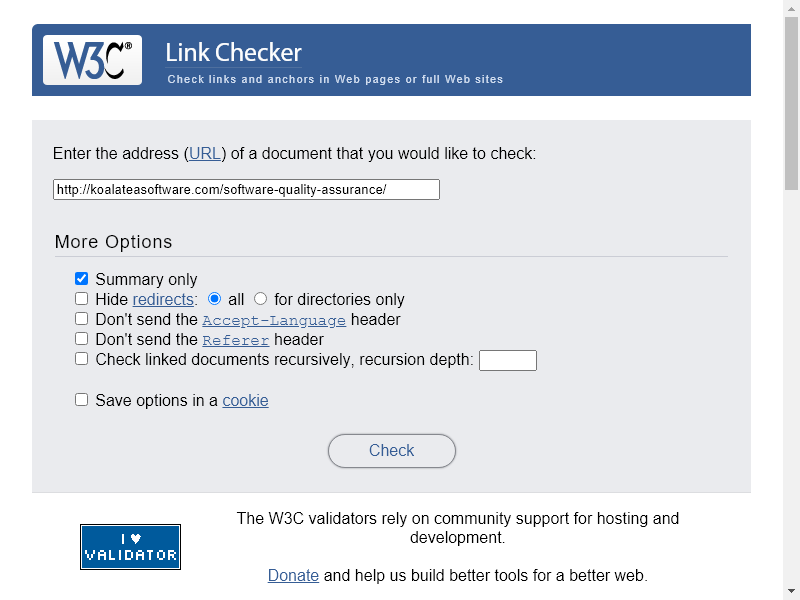 W3C® Link Checker
Check links and anchors in Web pages or full Web sites
Enter the address (URL) of a document that you would like to check:
http://koalateasoftware.com/software-quality-assurance/
More Options
Summary only
Hide redirects: all for directories only
Don't send the Accept-Language header
Don't send the Referer header
Check linked documents recursively, recursion depth:
Save options in a cookie
Check
I ♥
VALIDATOR
The W3C validators rely on community support for hosting and
development.
Donate and help us build better tools for a better web.